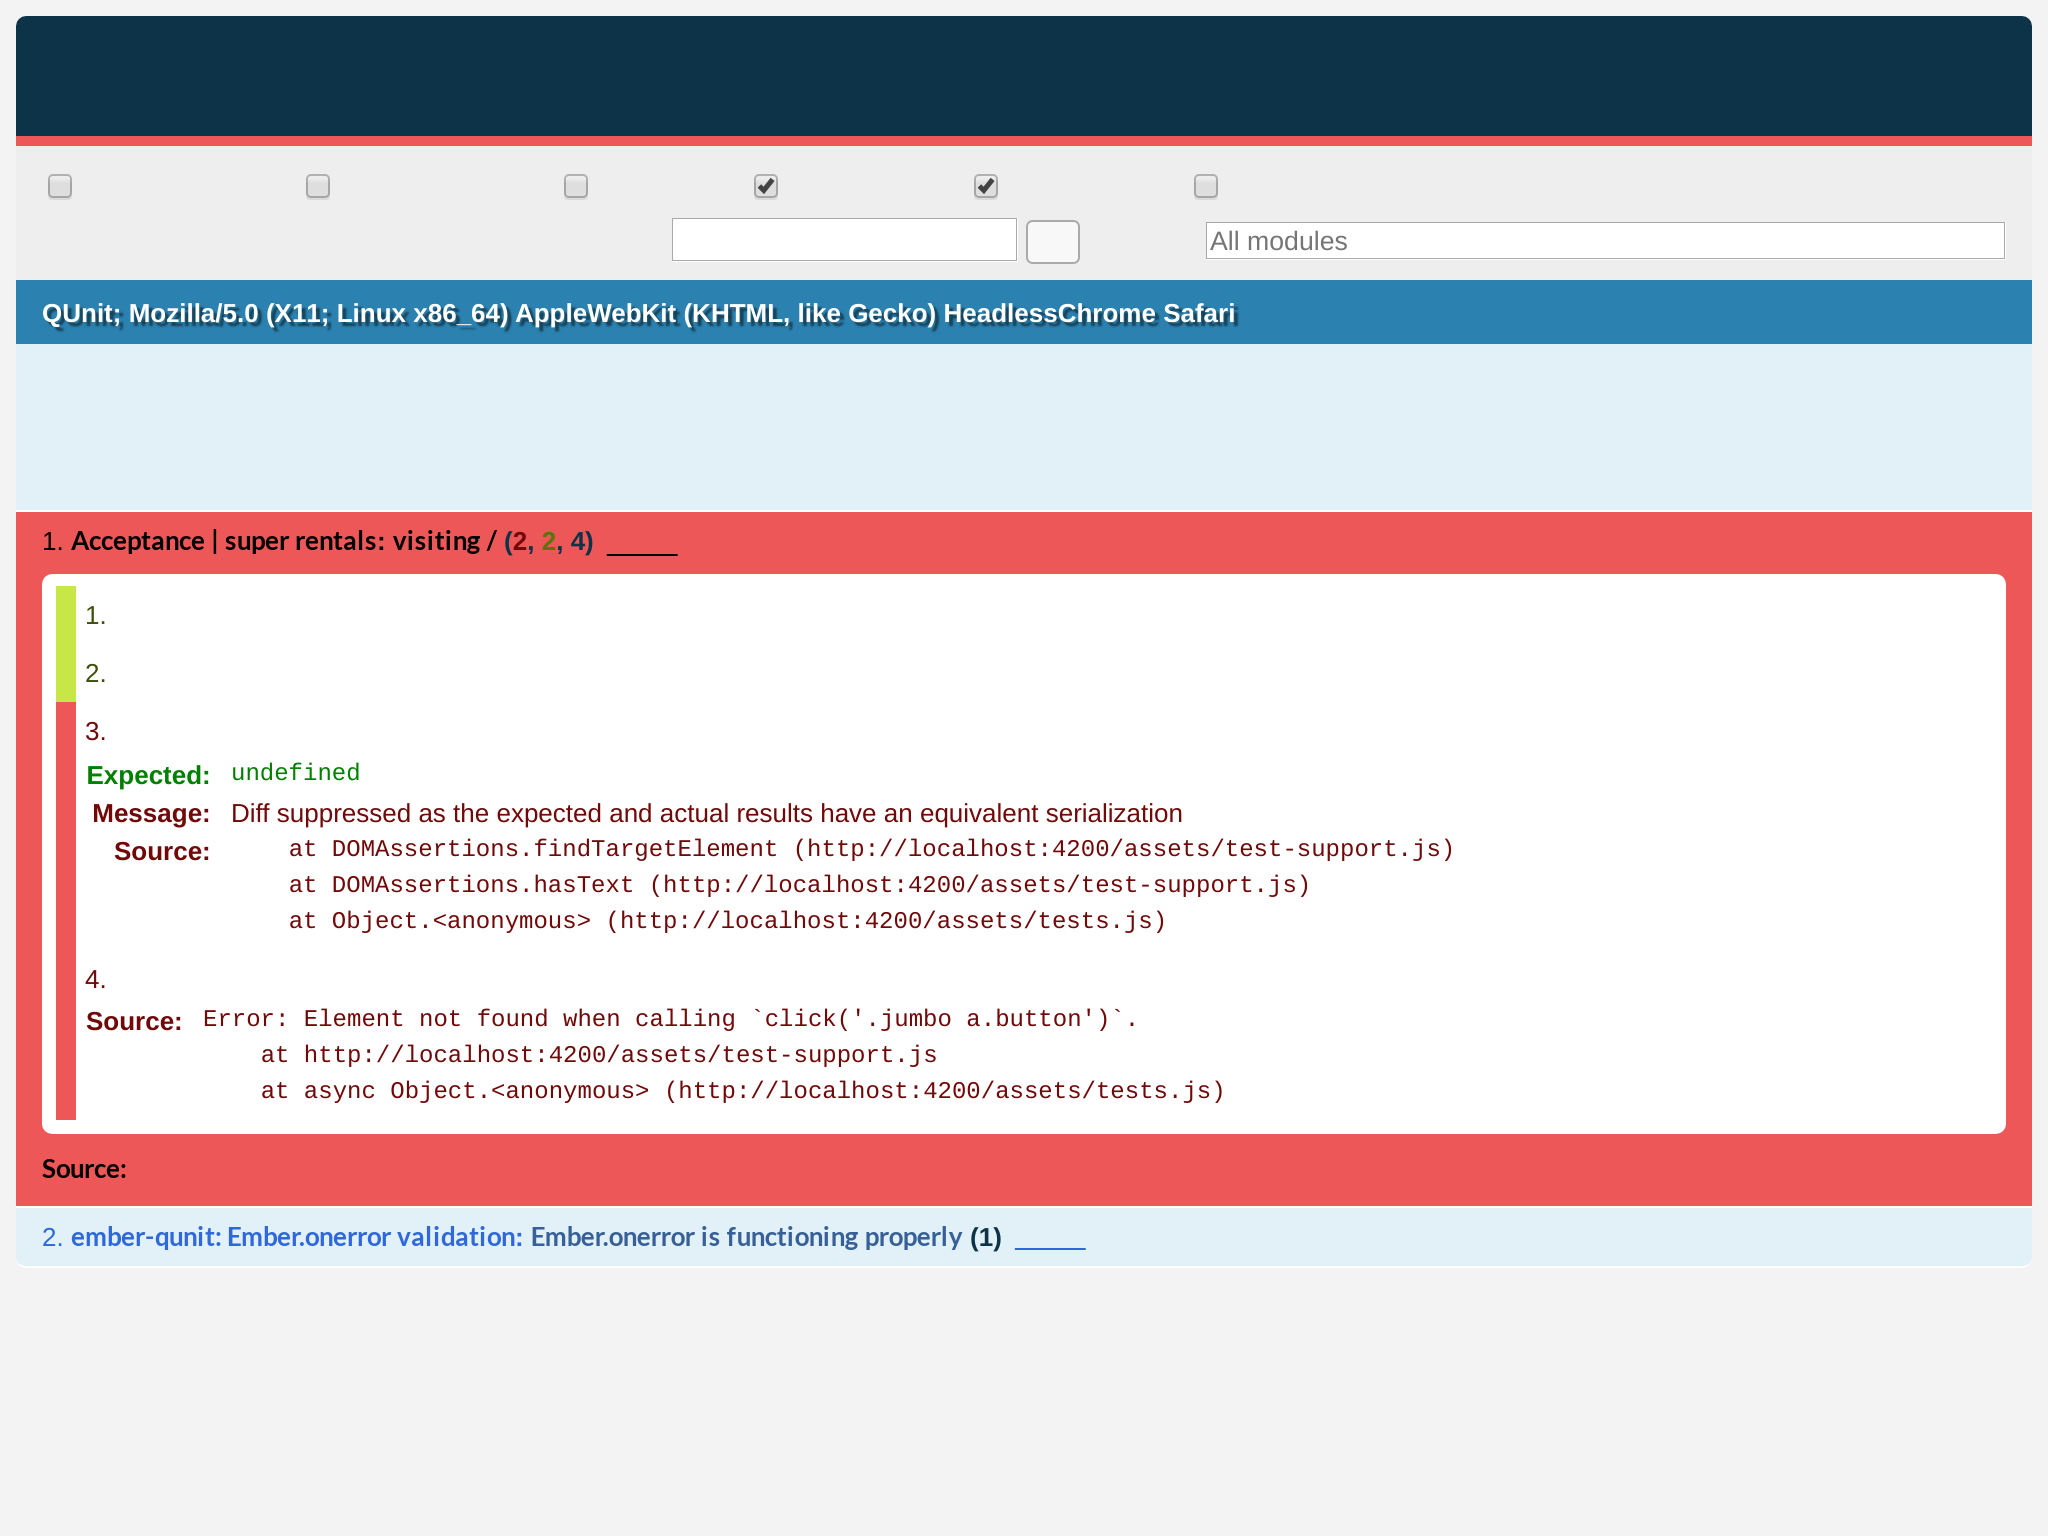 All modules
QUnit; Mozilla/5.0 (X11; Linux x86_64) AppleWebKit (KHTML, like Gecko) HeadlessChrome Safari
1. Acceptance | super rentals: visiting / (2, 2, 4)
1.
2.
3.
Expected: undefined
Message: Diff suppressed as the expected and actual results have an equivalent serialization
Source: at DOMAssertions.findTargetElement (http://localhost:4200/assets/test-support.js)
at DOMAssertions.hasText (http://localhost:4200/assets/test-support.js)
at Object.<anonymous> (http://localhost:4200/assets/tests.js)
4.
Source: Error: Element not found when calling `click('.jumbo a.button')`.
at http://localhost:4200/assets/test-support.js
at async Object.<anonymous> (http://localhost:4200/assets/tests.js)
Source:
2. ember-qunit: Ember.onerror validation: Ember.onerror is functioning properly (1)